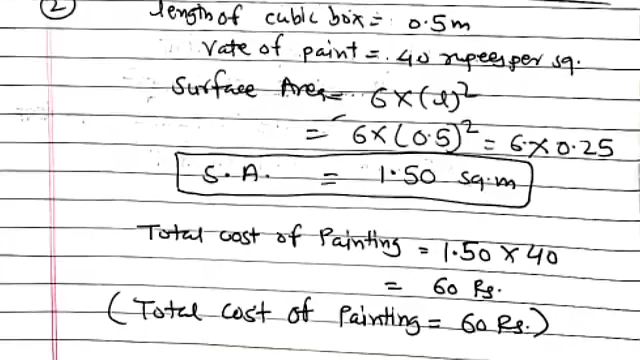 ②
length of cubic box = 0.5m
rate of paint = 40 rupees per sq.
Surface Area = 6×(l)²
= 6×(0.5)² = 6×0.25
S.A. = 1.50 sq.m
Total cost of Painting = 1.50 × 40
= 60 Rs.
(Total cost of Painting = 60 Rs.)